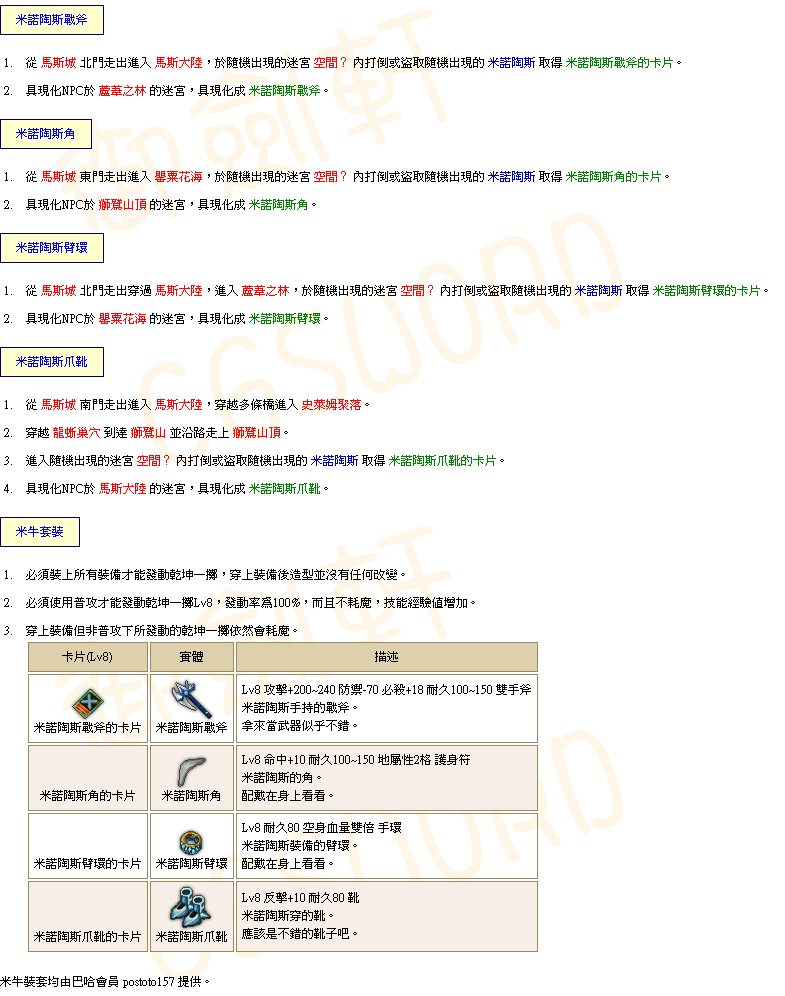 米諾陶斯戰斧
1. 從 馬斯城 北門走出進入 馬斯大陸，於隨機出現的迷宮 空間？ 內打倒或盜取隨機出現的 米諾陶斯 取得 米諾陶斯戰斧的卡片。
2. 具現化NPC於 蘆葦之林 的迷宮，具現化成 米諾陶斯戰斧。
米諾陶斯角
1. 從 馬斯城 東門走出進入 罌粟花海，於隨機出現的迷宮 空間？ 內打倒或盜取隨機出現的 米諾陶斯 取得 米諾陶斯角的卡片。
2. 具現化NPC於 獅鷲山頂 的迷宮，具現化成 米諾陶斯角。
米諾陶斯臂環
1. 從 馬斯城 北門走出穿過 馬斯大陸，進入 蘆葦之林，於隨機出現的迷宮 空間？ 內打倒或盜取隨機出現的 米諾陶斯 取得 米諾陶斯臂環的卡片。
2. 具現化NPC於 罌粟花海 的迷宮，具現化成 米諾陶斯臂環。
米諾陶斯爪靴
1. 從 馬斯城 南門走出進入 馬斯大陸，穿越多條橋進入 史萊姆聚落。
2. 穿越 龍蜥巢穴 到達 獅鷲山 並沿路走上 獅鷲山頂。
3. 進入隨機出現的迷宮 空間？ 內打倒或盜取隨機出現的 米諾陶斯 取得 米諾陶斯爪靴的卡片。
4. 具現化NPC於 馬斯大陸 的迷宮，具現化成 米諾陶斯爪靴。
米牛套裝
1. 必須裝上所有裝備才能發動乾坤一擲，穿上裝備後造型並沒有任何改變。
2. 必須使用普攻才能發動乾坤一擲Lv8，發動率爲100%，而且不耗魔，技能經驗值增加。
3. 穿上裝備但非普攻下所發動的乾坤一擲依然會耗魔。
卡片(Lv8) 實體 描述
米諾陶斯戰斧的卡片 米諾陶斯戰斧
Lv8 攻擊+200~240 防禦-70 必殺+18 耐久100~150 雙手斧
米諾陶斯手持的戰斧。
拿來當武器似乎不錯。
米諾陶斯角的卡片 米諾陶斯角
Lv8 命中+10 耐久100~150 地屬性2格 護身符
米諾陶斯的角。
配戴在身上看看。
米諾陶斯臂環的卡片 米諾陶斯臂環
Lv8 耐久80 空身血量雙倍 手環
米諾陶斯裝備的臂環。
配戴在身上看看。
米諾陶斯爪靴的卡片 米諾陶斯爪靴
Lv8 反擊+10 耐久80 靴
米諾陶斯穿的靴。
應該是不錯的靴子吧。
米牛裝套均由巴哈會員 postoto157 提供。
御劍軒
CGSWORD
御劍軒
CGSWORD